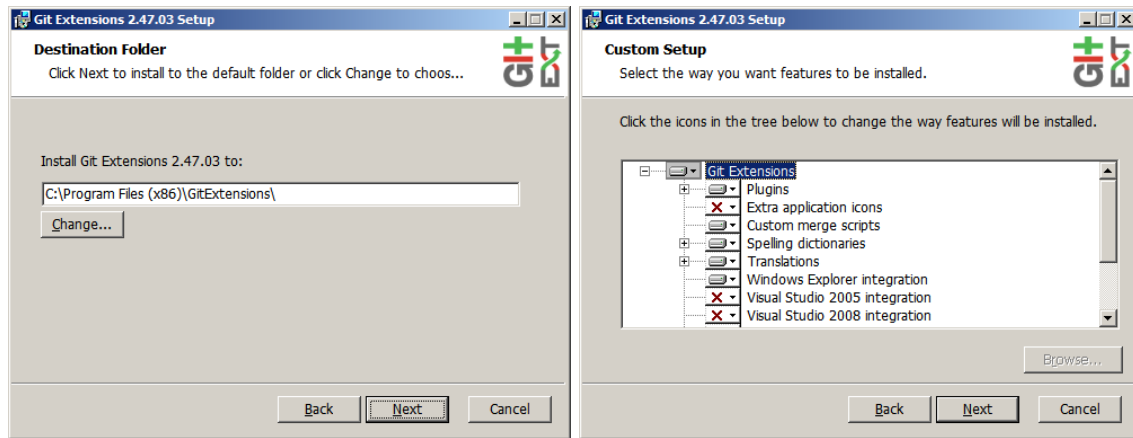 Git Extensions 2.47.03 Setup
Destination Folder
Click Next to install to the default folder or click Change to choos...
Git Ext
Install Git Extensions 2.47.03 to:
C:\Program Files (x86)\GitExtensions\
Change...
Back Next Cancel
Git Extensions 2.47.03 Setup
Custom Setup
Select the way you want features to be installed.
Git Ext
Click the icons in the tree below to change the way features will be installed.
Git Extensions
Plugins
Extra application icons
Custom merge scripts
Spelling dictionaries
Translations
Windows Explorer integration
Visual Studio 2005 integration
Visual Studio 2008 integration
Browse...
Back Next Cancel